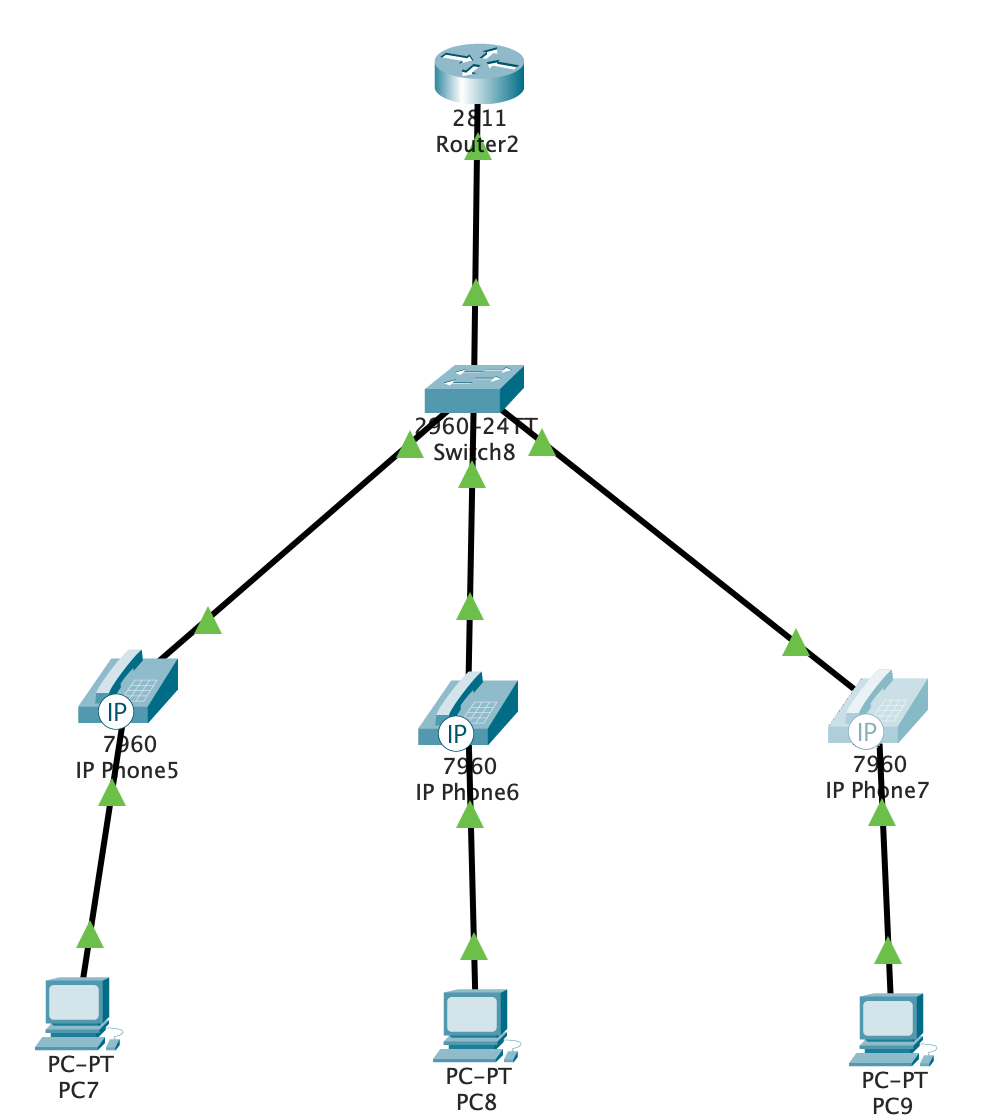 2811
Router2
2960-24TT
Switch8
IP
7960
IP Phone5
IP
7960
IP Phone6
IP
7960
IP Phone7
PC-PT
PC7
PC-PT
PC8
PC-PT
PC9